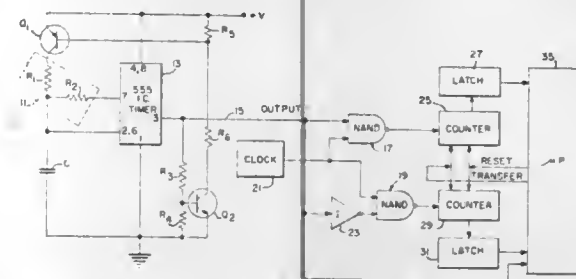 +V
Q1
R5
R1
R2
11
4,8
13
555
I.C.
TIMER
7
3
2,6
1
C
15
OUTPUT
R6
R3
R4
Q2
CLOCK
21
NAND
17
NAND
19
23
27
LATCH
25
COUNTER
RESET
TRANSFER
COUNTER
29
LATCH
31
35
P